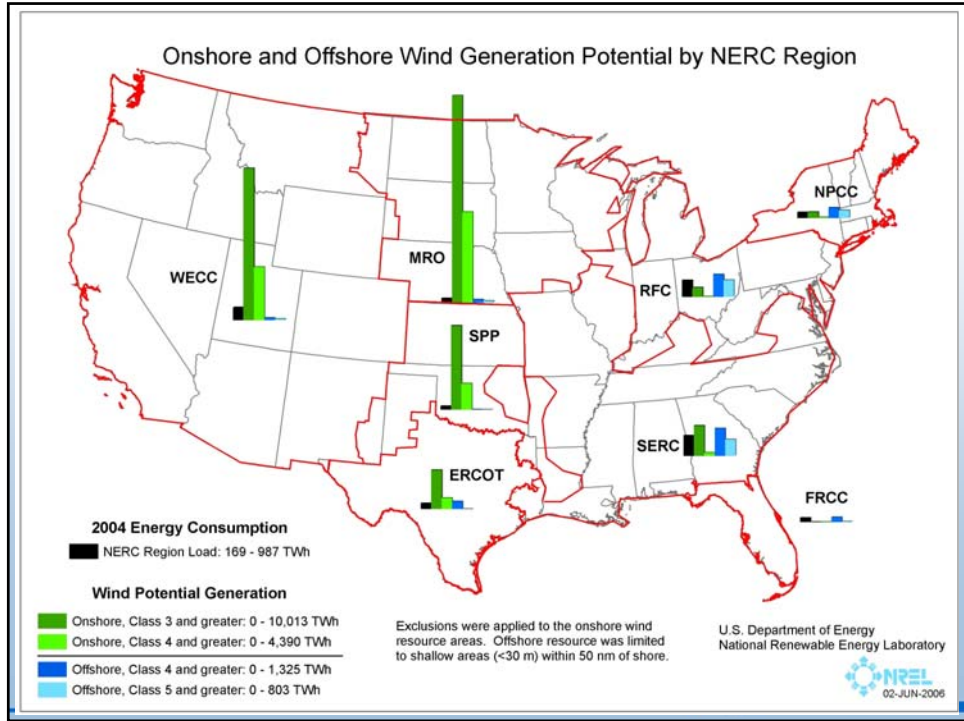 Onshore and Offshore Wind Generation Potential by NERC Region
NPCC
MRO
WECC
RFC
SPP
SERC
ERCOT
FRCC
2004 Energy Consumption
NERC Region Load: 169 - 987 TWh
Wind Potential Generation
Onshore, Class 3 and greater: 0 - 10,013 TWh
Onshore, Class 4 and greater: 0 - 4,390 TWh
Offshore, Class 4 and greater: 0 - 1,325 TWh
Offshore, Class 5 and greater: 0 - 803 TWh
Exclusions were applied to the onshore wind
resource areas. Offshore resource was limited
to shallow areas (<30 m) within 50 nm of shore.
U.S. Department of Energy
National Renewable Energy Laboratory
NREL
02-JUN-2006